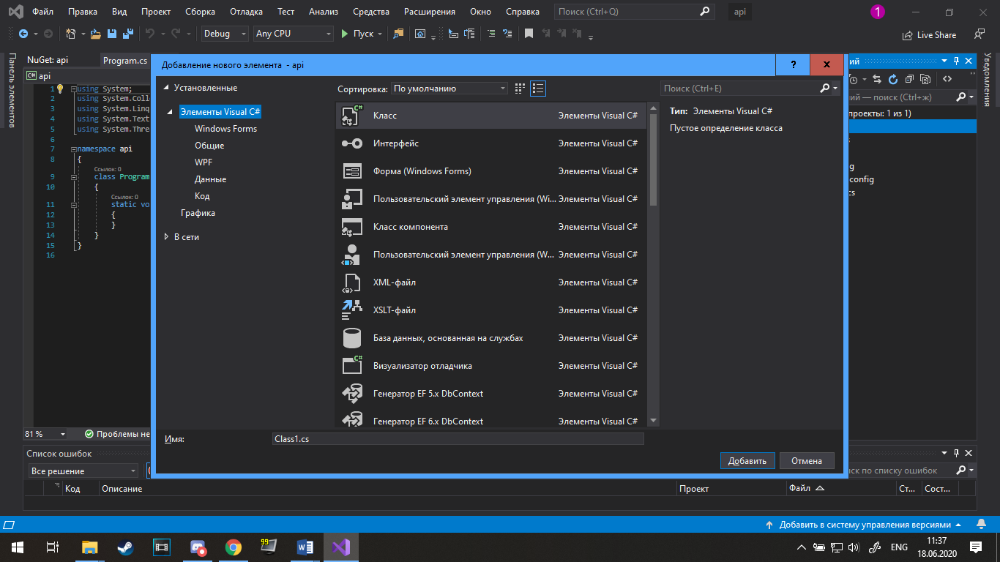 Файл Правка Вид Проект Сборка Отладка Тест Анализ Средства Расширения Окно Справка Поиск (Ctrl+Q) api 1
Debug Any CPU Пуск Live Share
Панель элементов
NuGet: api Program.cs
C# api
1 using System;
2 using System.Colle
3 using System.Linq
4 using System.Text
5 using System.Thre
6
7 namespace api
8 {
Ссылок: 0
9 class Program
10 {
Ссылок: 0
11 static vo
12 {
13 }
14 }
15 }
16
81 % Проблемы не
Добавление нового элемента - api ?
Установленные
Элементы Visual C#
Windows Forms
Общие
WPF
Данные
Код
Графика
В сети
Сортировка: По умолчанию
Класс Элементы Visual C#
Интерфейс Элементы Visual C#
Форма (Windows Forms) Элементы Visual C#
Пользовательский элемент управления (Wi... Элементы Visual C#
Класс компонента Элементы Visual C#
Пользовательский элемент управления (W... Элементы Visual C#
XML-файл Элементы Visual C#
XSLT-файл Элементы Visual C#
База данных, основанная на службах Элементы Visual C#
Визуализатор отладчика Элементы Visual C#
Генератор EF 5.x DbContext Элементы Visual C#
Генератор EF 6.x DbContext Элементы Visual C#
Поиск (Ctrl+E)
Тип: Элементы Visual C#
Пустое определение класса
Имя: Class1.cs
Добавить Отмена
ий
ий — поиск (Ctrl+ж)
проекты: 1 из 1)
g
config
cs
Уведомления
Список ошибок
Все решение
ск по списку ошибок
Код Описание Проект Файл Ст... Сост...
Добавить в систему управления версиями
99
ENG
11:37
18.06.2020